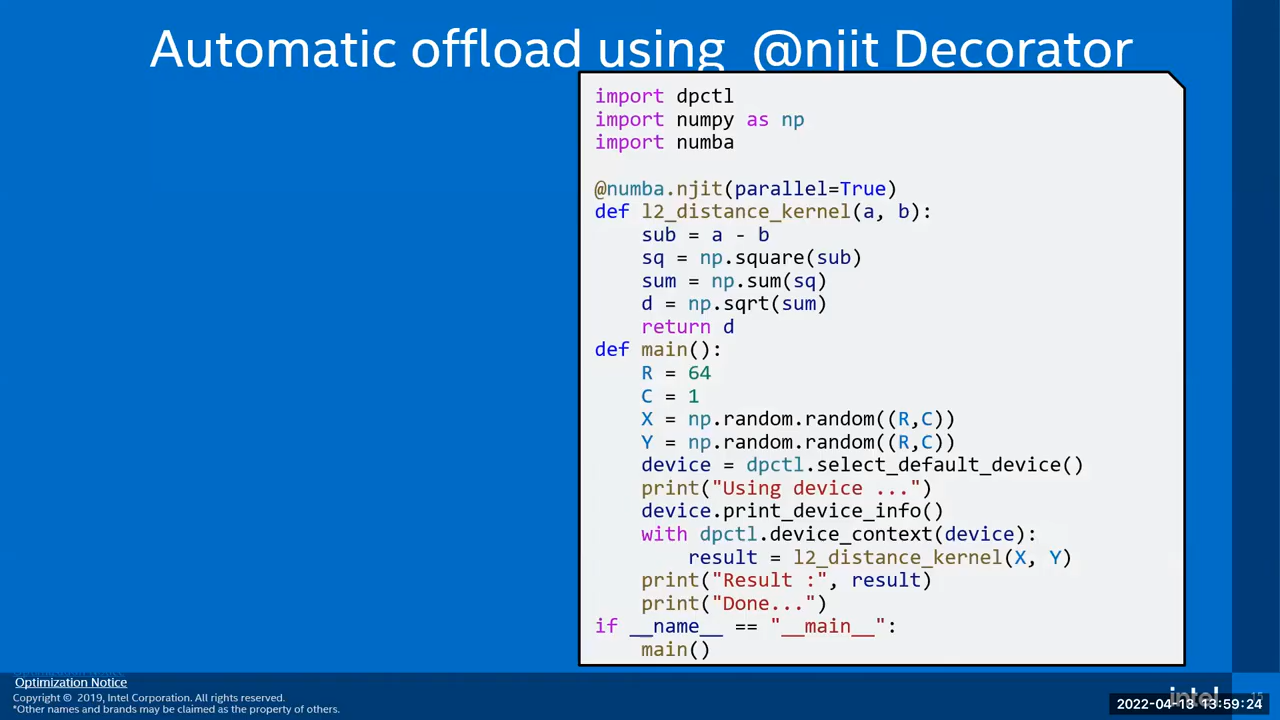 Automatic offload using @njit Decorator
import dpctl
import numpy as np
import numba
@numba.njit(parallel=True)
def l2_distance_kernel(a, b):
    sub = a - b
    sq = np.square(sub)
    sum = np.sum(sq)
    d = np.sqrt(sum)
    return d
def main():
    R = 64
    C = 1
    X = np.random.random((R,C))
    Y = np.random.random((R,C))
    device = dpctl.select_default_device()
    print("Using device ...")
    device.print_device_info()
    with dpctl.device_context(device):
        result = l2_distance_kernel(X, Y)
    print("Result :", result)
    print("Done...")
if __name__ == "__main__":
    main()
Optimization Notice
Copyright © 2019, Intel Corporation. All rights reserved.
*Other names and brands may be claimed as the property of others.
intel
15
2022-04-13 13:59:24